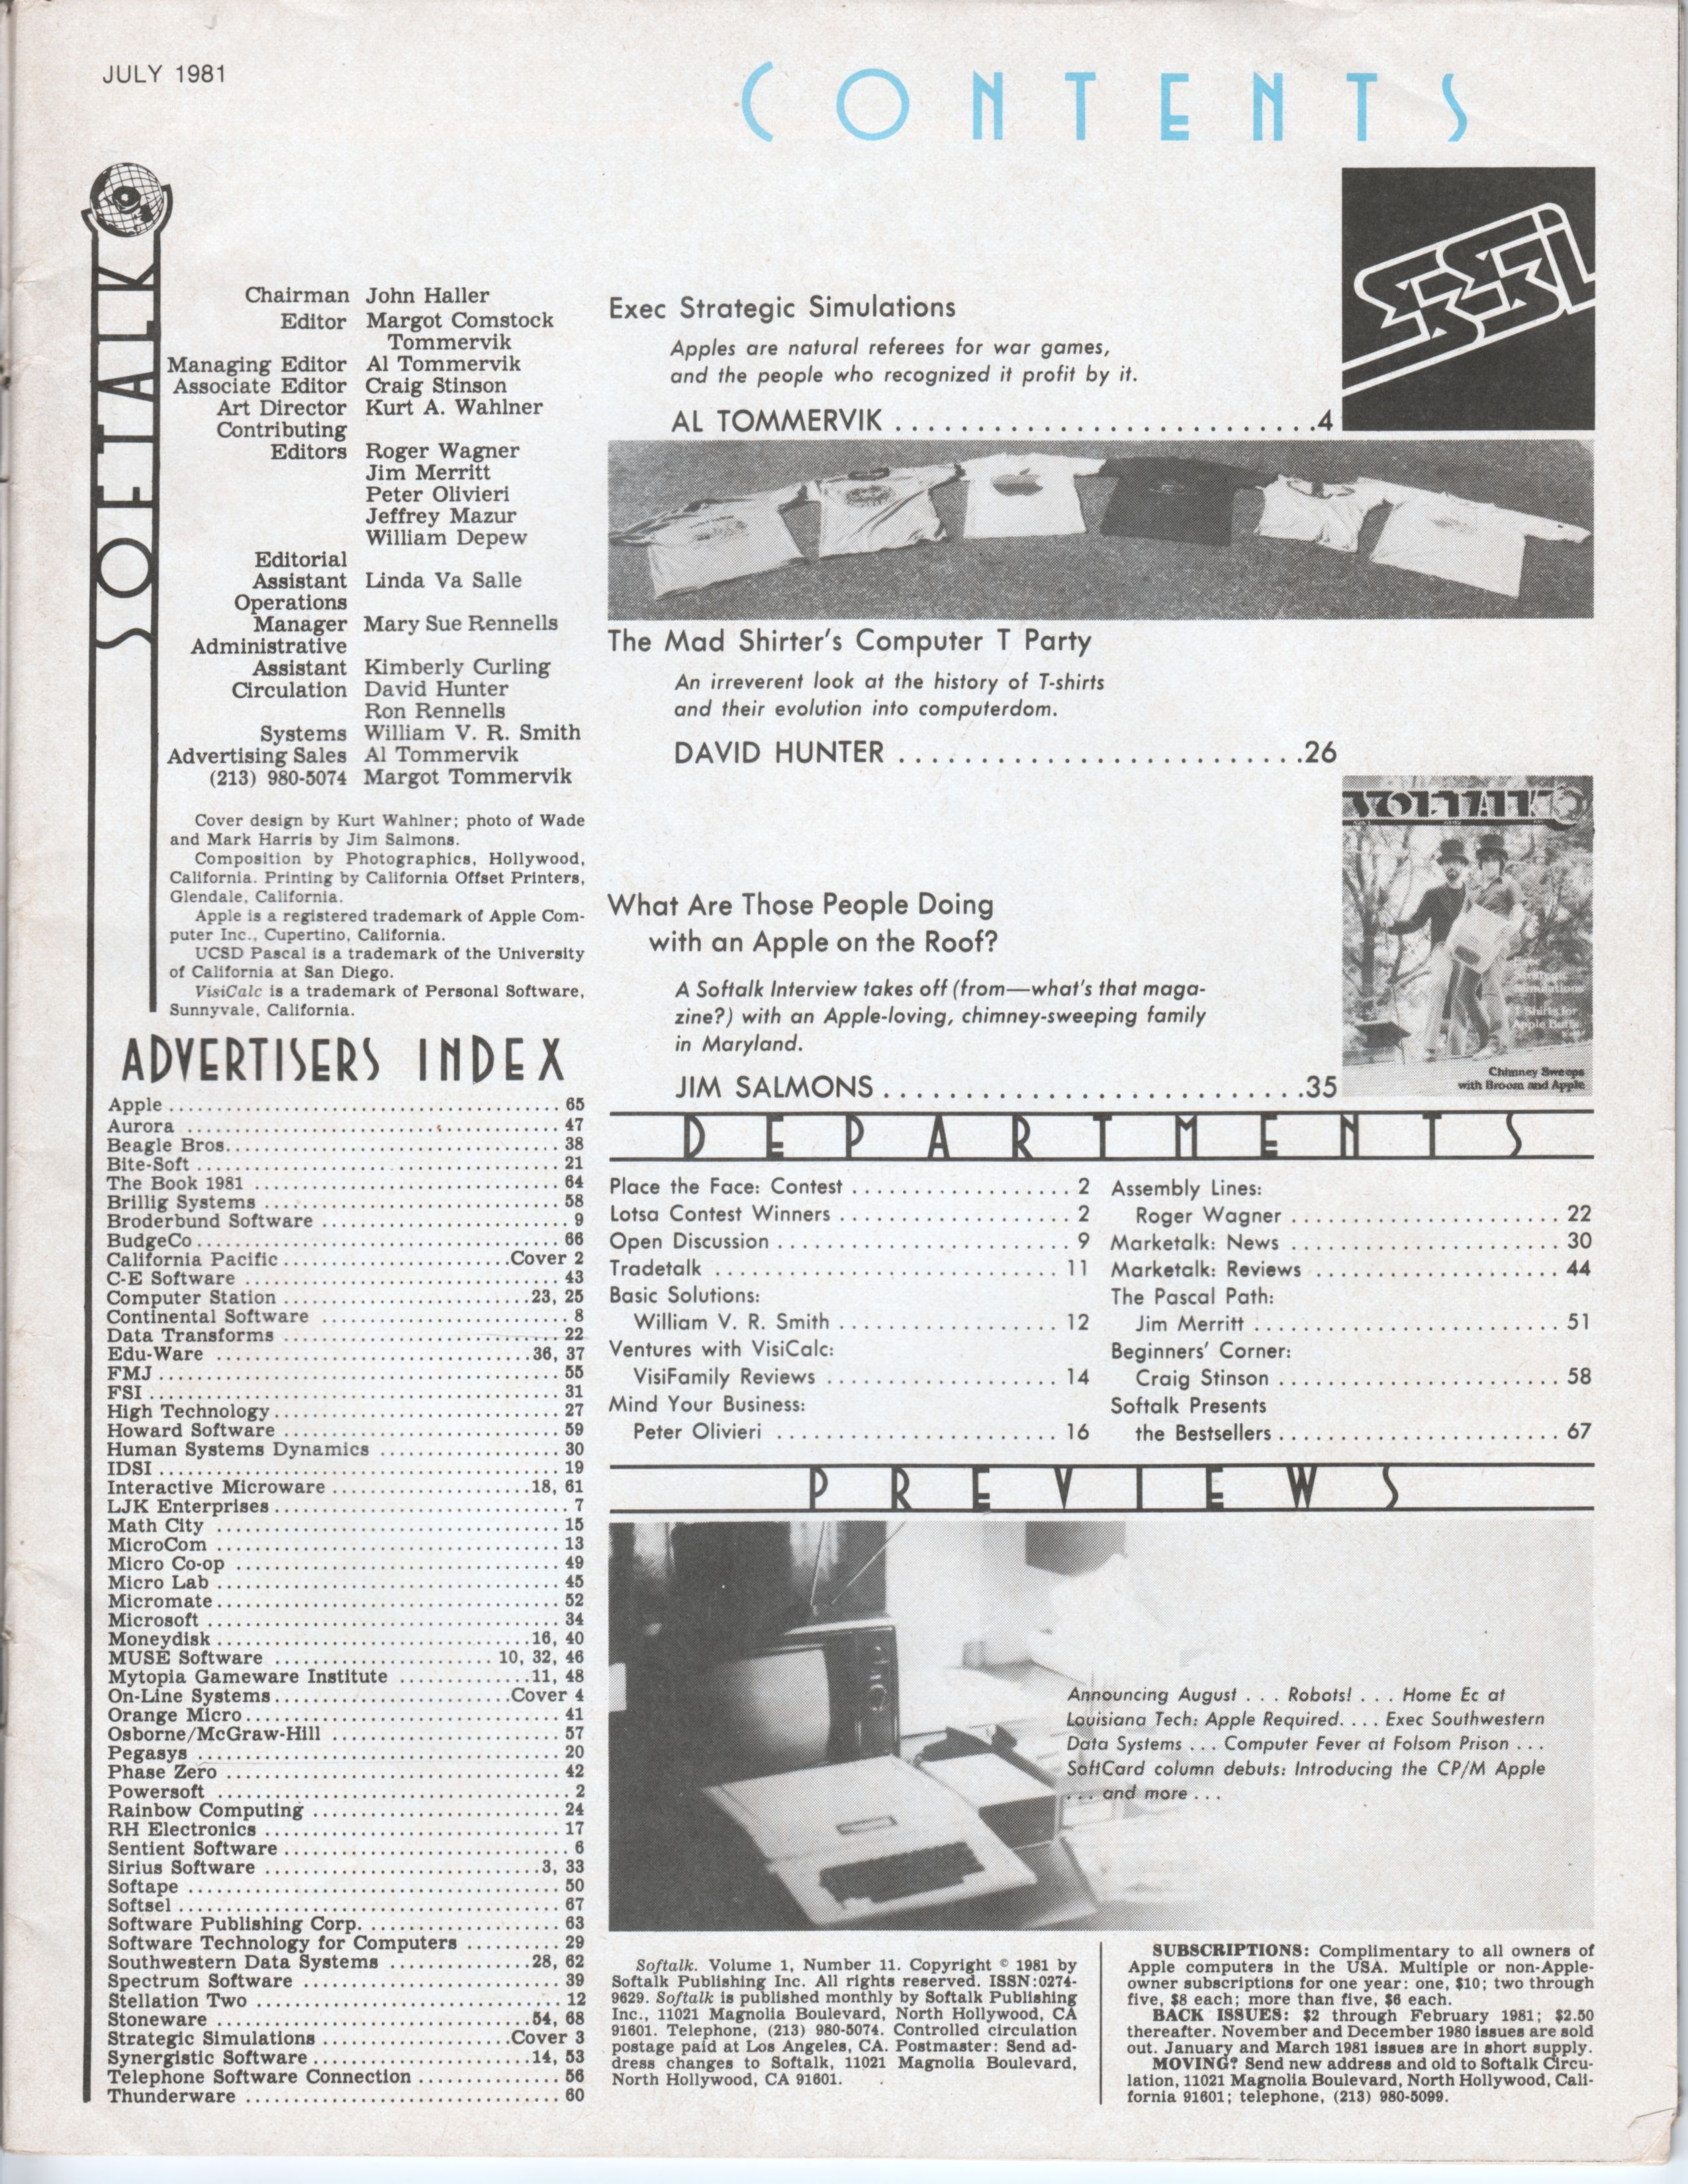 JULY 1981
CONTENTS
SOFTALK
Chairman John Haller
Editor Margot Comstock
Tommervik
Managing Editor Al Tommervik
Associate Editor Craig Stinson
Art Director Kurt A. Wahlner
Contributing
Editors Roger Wagner
Jim Merritt
Peter Olivieri
Jeffrey Mazur
William Depew
Editorial
Assistant Linda Va Salle
Operations
Manager Mary Sue Rennells
Administrative
Assistant Kimberly Curling
Circulation David Hunter
Ron Rennells
Systems William V. R. Smith
Advertising Sales Al Tommervik
(213) 980-5074 Margot Tommervik
Cover design by Kurt Wahlner; photo of Wade
and Mark Harris by Jim Salmons.
Composition by Photographics, Hollywood,
California. Printing by California Offset Printers,
Glendale, California.
Apple is a registered trademark of Apple Com-
puter Inc., Cupertino, California.
UCSD Pascal is a trademark of the University
of California at San Diego.
VisiCalc is a trademark of Personal Software,
Sunnyvale, California.
ADVERTISERS INDEX
Apple ........ 65
Aurora ........ 47
Beagle Bros. ........ 38
Bite-Soft ........ 21
The Book 1981 ........ 64
Brillig Systems ........ 58
Broderbund Software ........ 9
BudgeCo ........ 66
California Pacific ........ Cover 2
C-E Software ........ 43
Computer Station ........ 23, 25
Continental Software ........ 8
Data Transforms ........ 22
Edu-Ware ........ 36, 37
FMJ ........ 55
FSI ........ 31
High Technology ........ 27
Howard Software ........ 59
Human Systems Dynamics ........ 30
IDSI ........ 19
Interactive Microware ........ 18, 61
LJK Enterprises ........ 7
Math City ........ 15
MicroCom ........ 13
Micro Co-op ........ 49
Micro Lab ........ 45
Micromate ........ 52
Microsoft ........ 34
Moneydisk ........ 16, 40
MUSE Software ........ 10, 32, 46
Mytopia Gameware Institute ........ 11, 48
On-Line Systems ........ Cover 4
Orange Micro ........ 41
Osborne/McGraw-Hill ........ 57
Pegasys ........ 20
Phase Zero ........ 42
Powersoft ........ 2
Rainbow Computing ........ 24
RH Electronics ........ 17
Sentient Software ........ 6
Sirius Software ........ 3, 33
Softape ........ 50
Softsel ........ 67
Software Publishing Corp. ........ 63
Software Technology for Computers ........ 29
Southwestern Data Systems ........ 28, 62
Spectrum Software ........ 39
Stellation Two ........ 12
Stoneware ........ 54, 68
Strategic Simulations ........ Cover 3
Synergistic Software ........ 14, 53
Telephone Software Connection ........ 56
Thunderware ........ 60
SSI
Exec Strategic Simulations
Apples are natural referees for war games,
and the people who recognized it profit by it.
AL TOMMERVIK ........ 4
The Mad Shirter's Computer T Party
An irreverent look at the history of T-shirts
and their evolution into computerdom.
DAVID HUNTER ........ 26
What Are Those People Doing
with an Apple on the Roof?
A Softalk Interview takes off (from—what's that maga-
zine?) with an Apple-loving, chimney-sweeping family
in Maryland.
JIM SALMONS ........ 35
SOFTALK
Simulations
T-Shirts for
Apple Buffs
Chimney Sweeps
with Broom and Apple
DEPARTMENTS
Place the Face: Contest ........ 2
Lotsa Contest Winners ........ 2
Open Discussion ........ 9
Tradetalk ........ 11
Basic Solutions:
William V. R. Smith ........ 12
Ventures with VisiCalc:
VisiFamily Reviews ........ 14
Mind Your Business:
Peter Olivieri ........ 16
Assembly Lines:
Roger Wagner ........ 22
Marketalk: News ........ 30
Marketalk: Reviews ........ 44
The Pascal Path:
Jim Merritt ........ 51
Beginners' Corner:
Craig Stinson ........ 58
Softalk Presents
the Bestsellers ........ 67
PREVIEWS
Announcing August . . . Robots! . . . Home Ec at
Louisiana Tech: Apple Required. . . . Exec Southwestern
Data Systems . . . Computer Fever at Folsom Prison . . .
SoftCard column debuts: Introducing the CP/M Apple
. . . and more . . .
Softalk. Volume 1, Number 11. Copyright © 1981 by
Softalk Publishing Inc. All rights reserved. ISSN:0274-
9629. Softalk is published monthly by Softalk Publishing
Inc., 11021 Magnolia Boulevard, North Hollywood, CA
91601. Telephone, (213) 980-5074. Controlled circulation
postage paid at Los Angeles, CA. Postmaster: Send ad-
dress changes to Softalk, 11021 Magnolia Boulevard,
North Hollywood, CA 91601.
SUBSCRIPTIONS: Complimentary to all owners of
Apple computers in the USA. Multiple or non-Apple-
owner subscriptions for one year: one, $10; two through
five, $8 each; more than five, $6 each.
BACK ISSUES: $2 through February 1981; $2.50
thereafter. November and December 1980 issues are sold
out. January and March 1981 issues are in short supply.
MOVING? Send new address and old to Softalk Circu-
lation, 11021 Magnolia Boulevard, North Hollywood, Cali-
fornia 91601; telephone, (213) 980-5099.